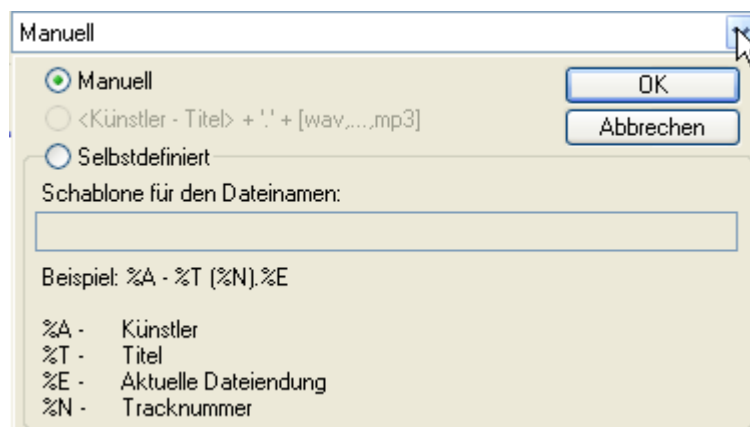 Manuell
Manuell
OK
<Künstler - Titel> + '.' + [wav,...,mp3]
Abbrechen
Selbstdefiniert
Schablone für den Dateinamen:
Beispiel: %A - %T (%N).%E
%A - Künstler
%T - Titel
%E - Aktuelle Dateiendung
%N - Tracknummer